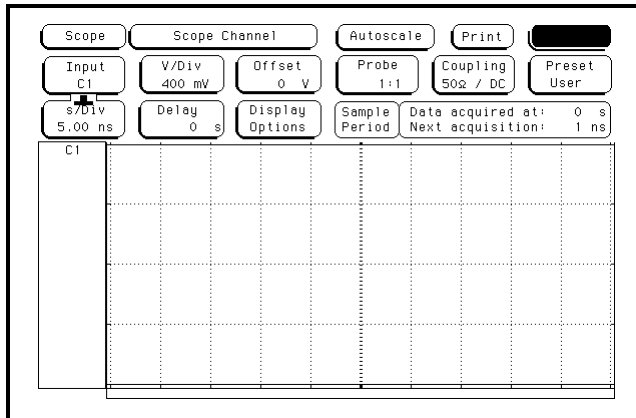 Scope Scope Channel Autoscale Print
Input V/Div Offset Probe Coupling Preset
C1 400 mV 0 V 1:1 50Ω / DC User
s/Div Delay Display Sample Data acquired at: 0 s
5.00 ns 0 s Options Period Next acquisition: 1 ns
C1